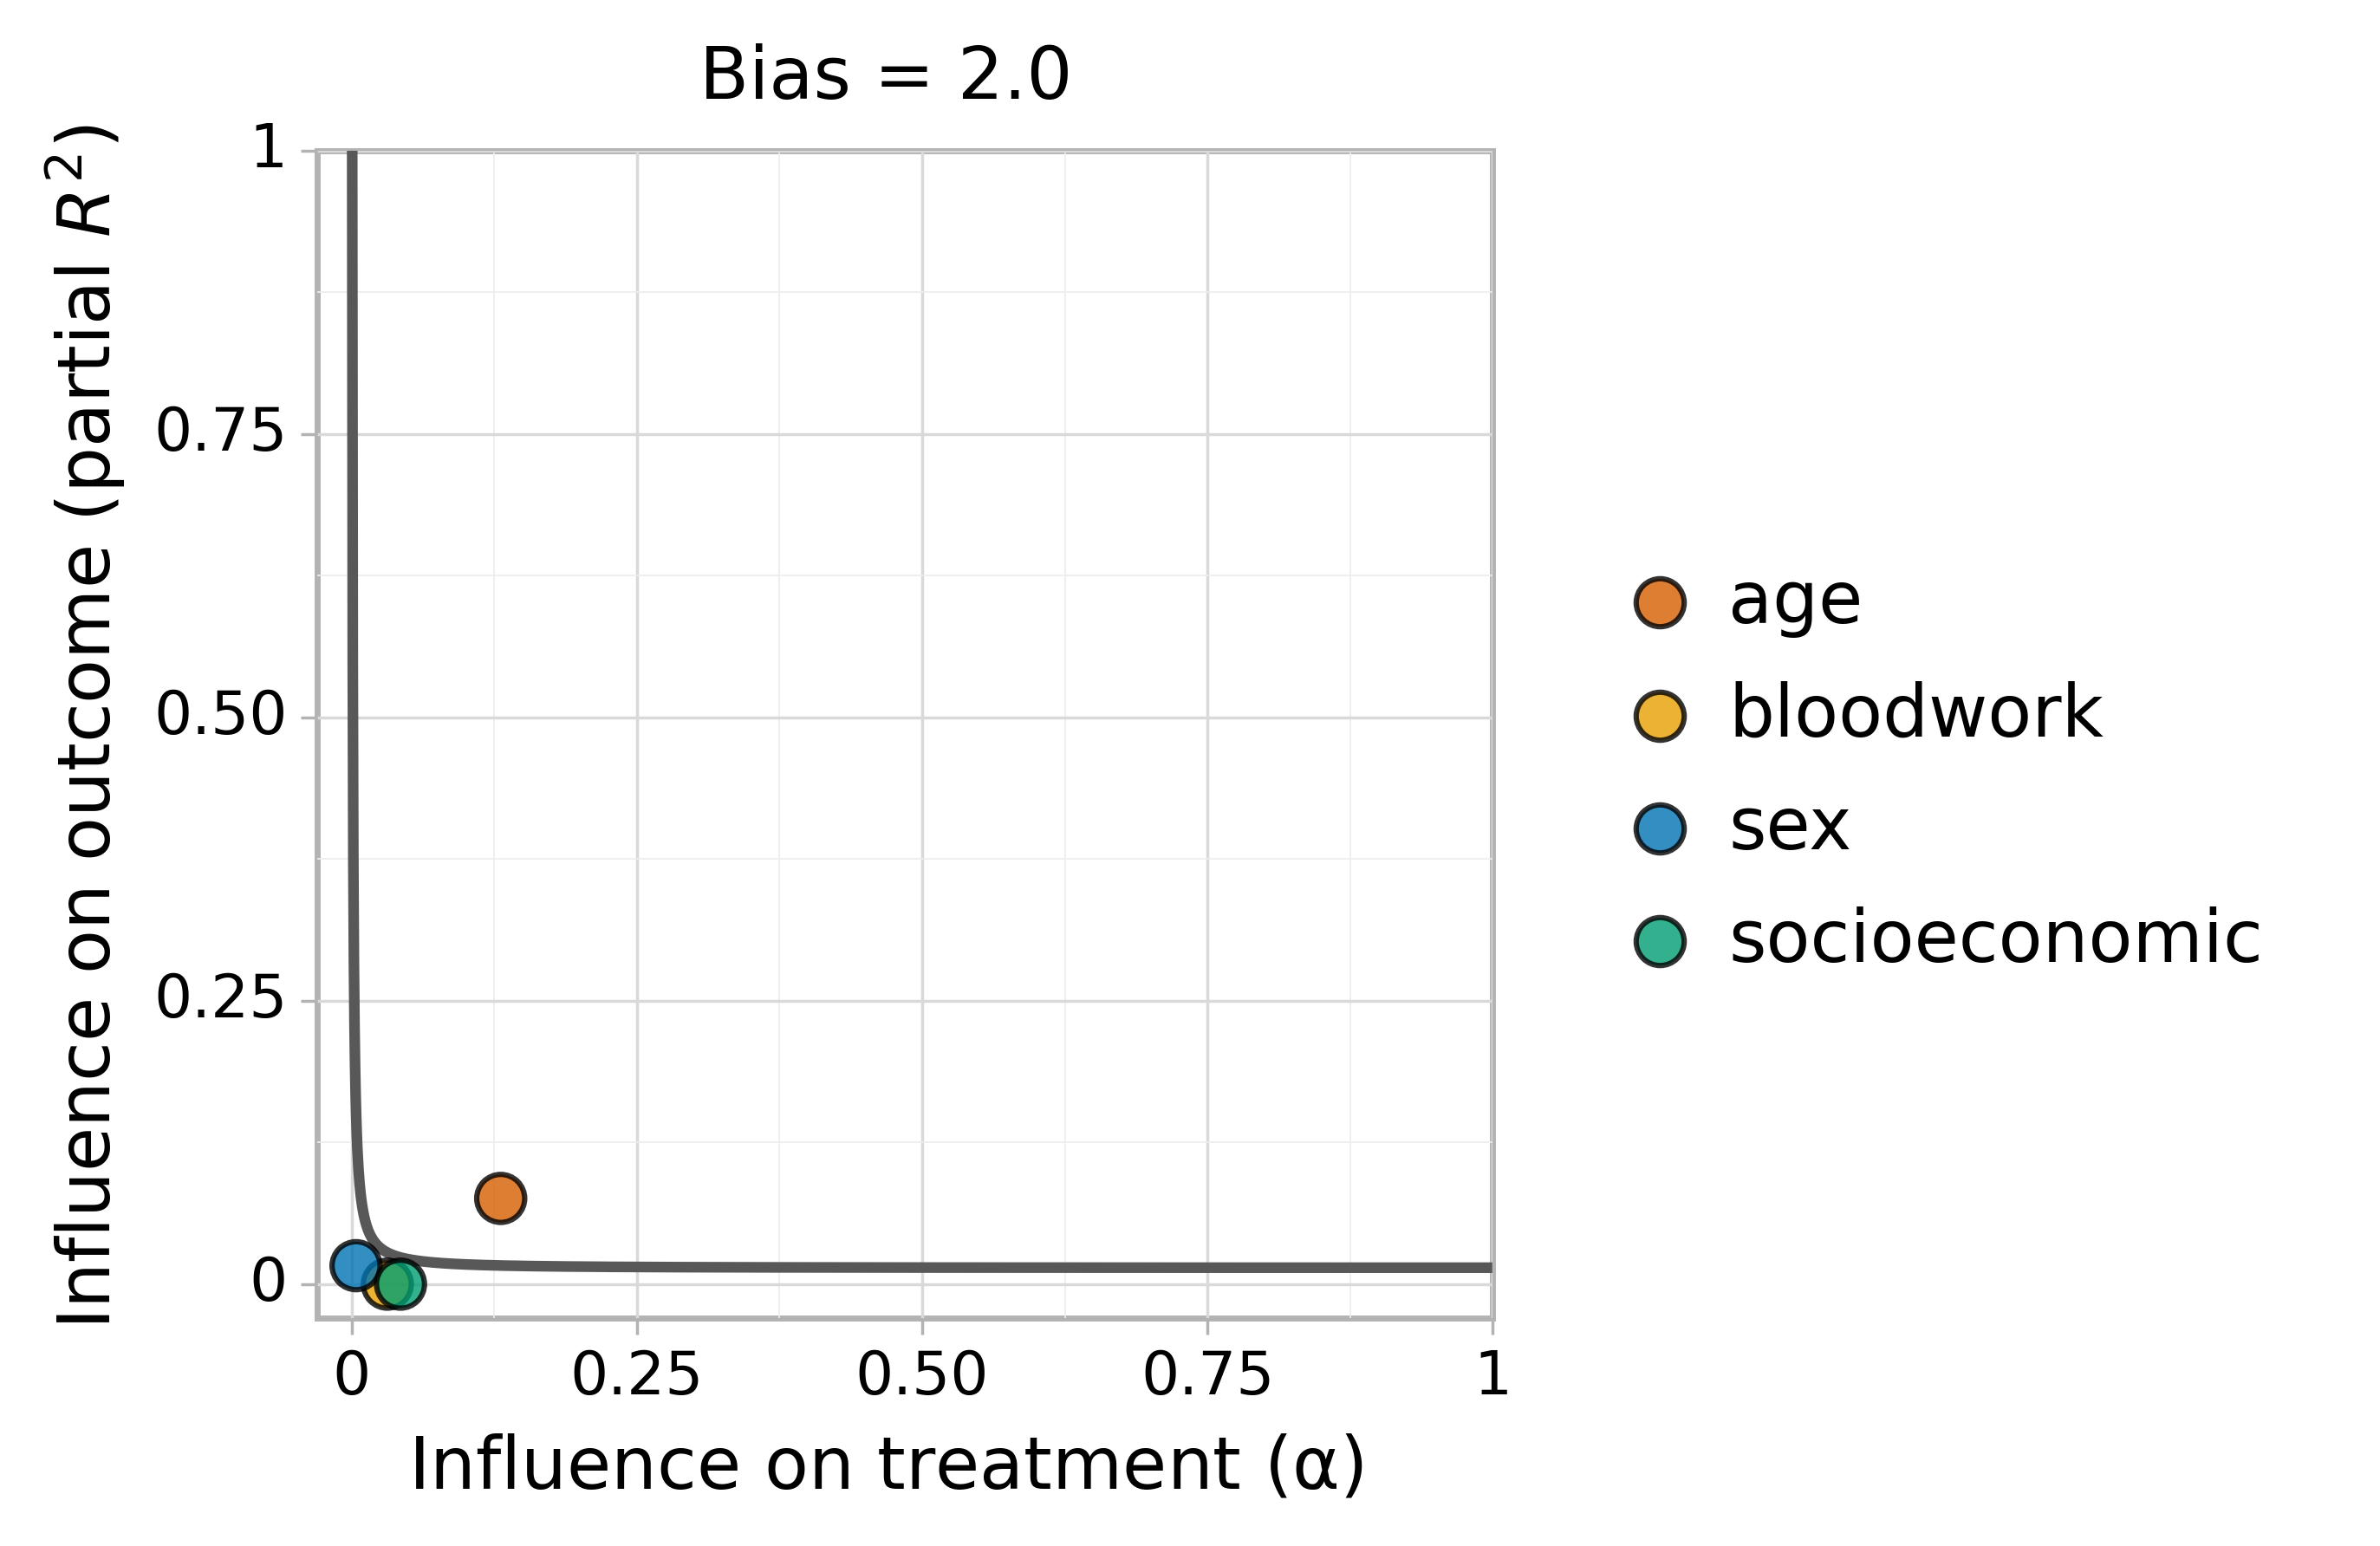 Bias = 2.0
Influence on outcome (partial R²)
1
0.75
0.50
0.25
0
0 0.25 0.50 0.75 1
Influence on treatment (α)
age
bloodwork
sex
socioeconomic